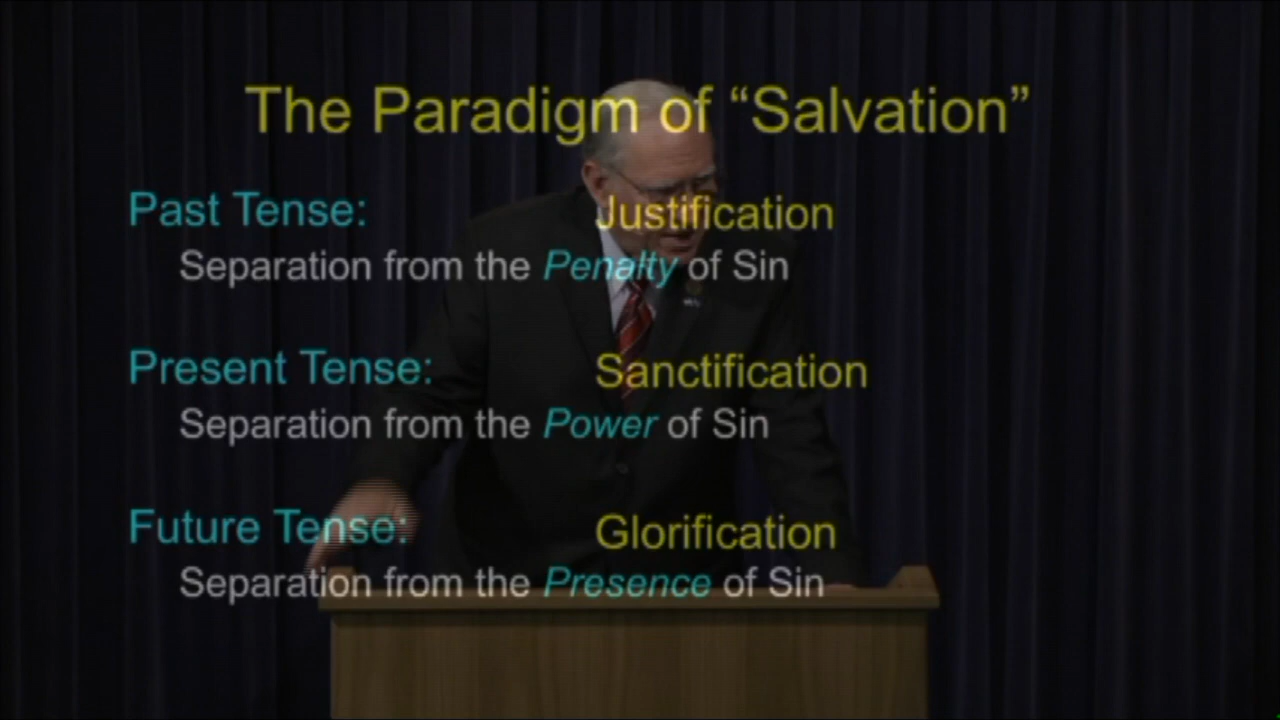 The Paradigm of “Salvation”
Past Tense: Justification
Separation from the Penalty of Sin
Present Tense: Sanctification
Separation from the Power of Sin
Future Tense: Glorification
Separation from the Presence of Sin